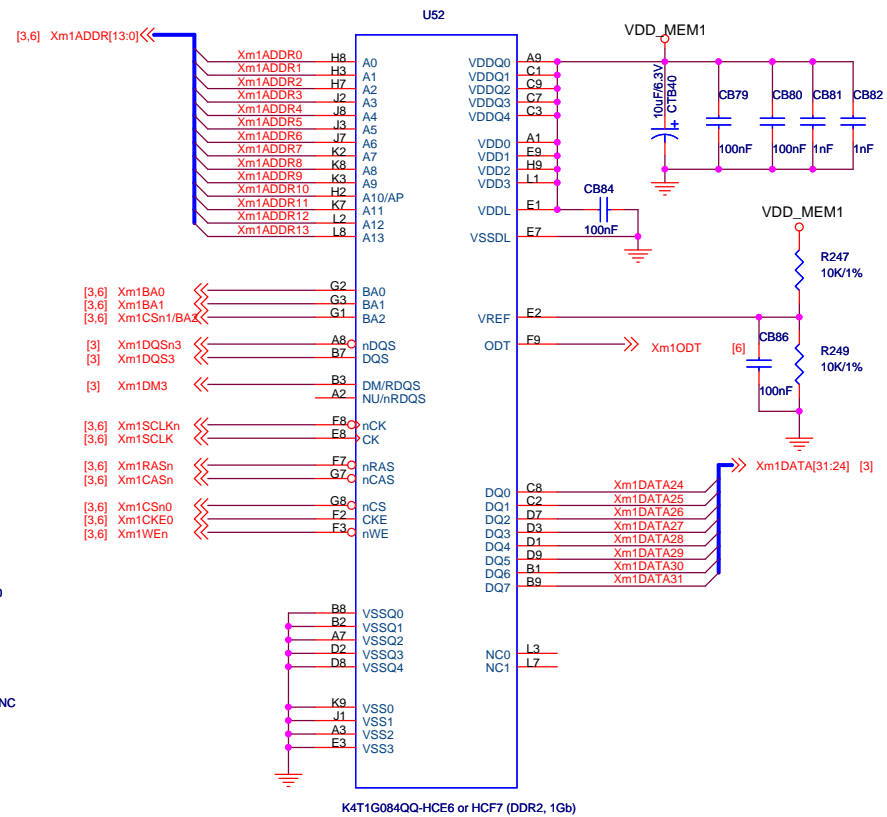 U52
[3,6] Xm1ADDR[13:0]
Xm1ADDR0 H8 A0
Xm1ADDR1 H3 A1
Xm1ADDR2 H7 A2
Xm1ADDR3 J2 A3
Xm1ADDR4 J8 A4
Xm1ADDR5 J3 A5
Xm1ADDR6 J7 A6
Xm1ADDR7 K2 A7
Xm1ADDR8 K8 A8
Xm1ADDR9 K3 A9
Xm1ADDR10 H2 A10/AP
Xm1ADDR11 K7 A11
Xm1ADDR12 L2 A12
Xm1ADDR13 L8 A13
[3,6] Xm1BA0 G2 BA0
[3,6] Xm1BA1 G3 BA1
[3,6] Xm1CSn1/BA2 G1 BA2
[3] Xm1DQSn3 A8 nDQS
[3] Xm1DQS3 B7 DQS
[3] Xm1DM3 B3 DM/RDQS
A2 NU/nRDQS
[3,6] Xm1SCLKn F8 nCK
[3,6] Xm1SCLK E8 CK
[3,6] Xm1RASn F7 nRAS
[3,6] Xm1CASn G7 nCAS
[3,6] Xm1CSn0 G8 nCS
[3,6] Xm1CKE0 F2 CKE
[3,6] Xm1WEn F3 nWE
B8 VSSQ0
B2 VSSQ1
A7 VSSQ2
D2 VSSQ3
D8 VSSQ4
K9 VSS0
J1 VSS1
A3 VSS2
E3 VSS3
NC
VDDQ0 A9
VDDQ1 C1
VDDQ2 C9
VDDQ3 C7
VDDQ4 C3
VDD0 A1
VDD1 E9
VDD2 H9
VDD3 L1
VDDL E1
VSSDL E7
VREF E2
ODT F9 Xm1ODT [6]
DQ0 C8 Xm1DATA24
DQ1 C2 Xm1DATA25
DQ2 D7 Xm1DATA26
DQ3 D3 Xm1DATA27
DQ4 D1 Xm1DATA28
DQ5 D9 Xm1DATA29
DQ6 B1 Xm1DATA30
DQ7 B9 Xm1DATA31
Xm1DATA[31:24] [3]
NC0 L3
NC1 L7
VDD_MEM1
10uF/6.3V
CTB40
CB79
100nF
CB80
100nF
CB81
1nF
CB82
1nF
CB84
100nF
VDD_MEM1
R247
10K/1%
CB86
100nF
R249
10K/1%
K4T1G084QQ-HCE6 or HCF7 (DDR2, 1Gb)